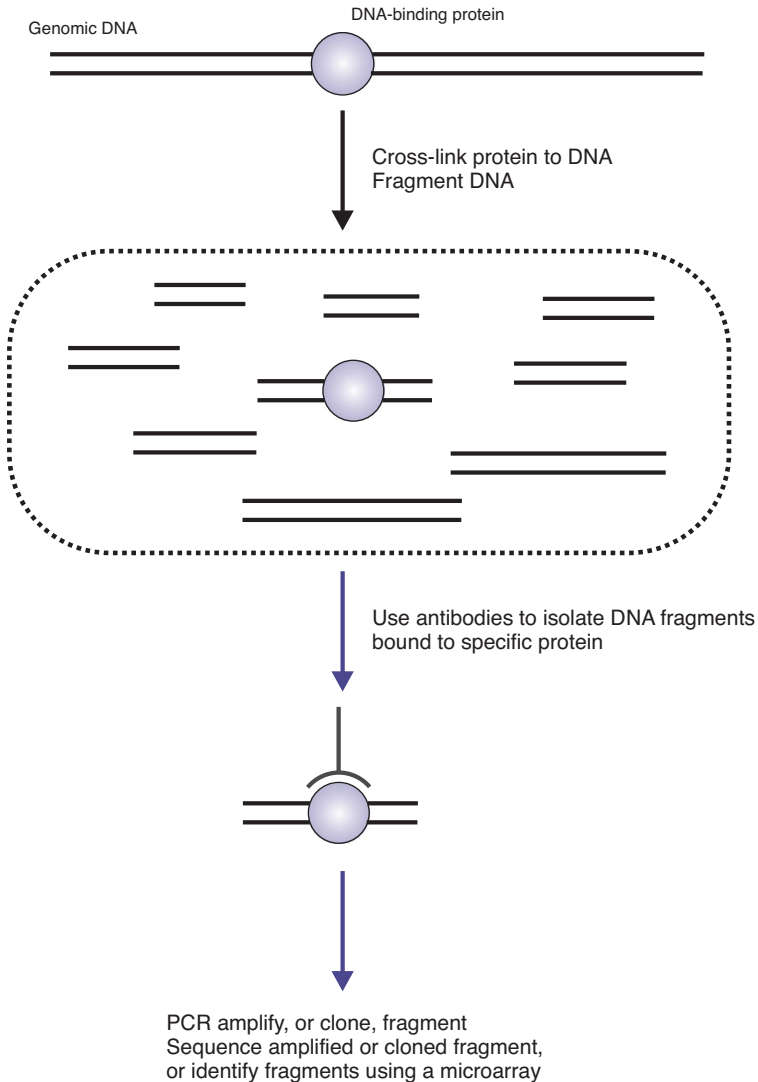 DNA-binding protein
Genomic DNA
Cross-link protein to DNA
Fragment DNA
Use antibodies to isolate DNA fragments
bound to specific protein
PCR amplify, or clone, fragment
Sequence amplified or cloned fragment,
or identify fragments using a microarray